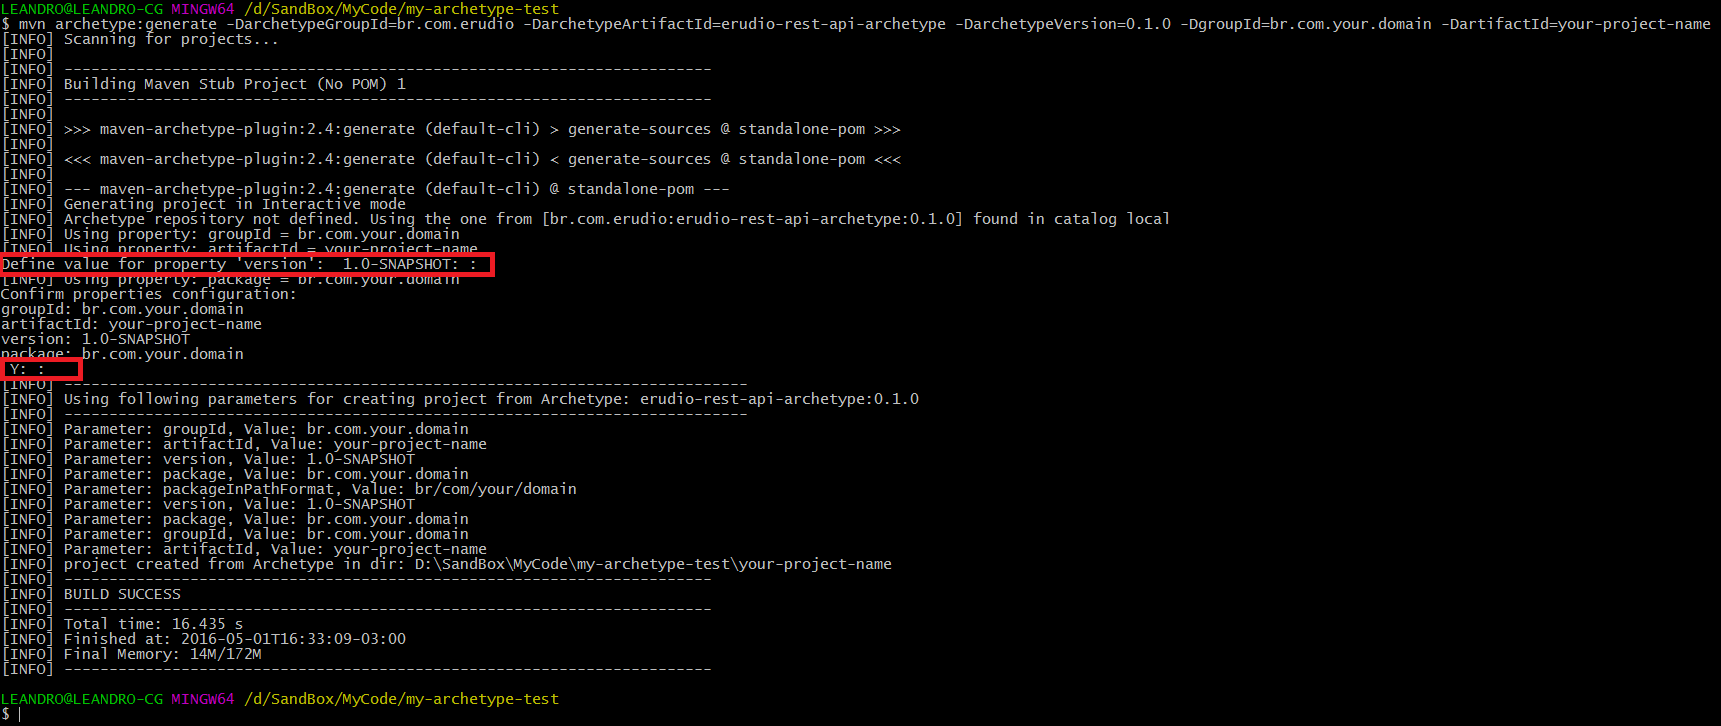 LEANDRO@LEANDRO-CG MINGW64 /d/SandBox/MyCode/my-archetype-test
$ mvn archetype:generate -DarchetypeGroupId=br.com.erudio -DarchetypeArtifactId=erudio-rest-api-archetype -DarchetypeVersion=0.1.0 -DgroupId=br.com.your.domain -DartifactId=your-project-name
[INFO] Scanning for projects...
[INFO]
[INFO] ------------------------------------------------------------------------
[INFO] Building Maven Stub Project (No POM) 1
[INFO] ------------------------------------------------------------------------
[INFO]
[INFO] >>> maven-archetype-plugin:2.4:generate (default-cli) > generate-sources @ standalone-pom >>>
[INFO]
[INFO] <<< maven-archetype-plugin:2.4:generate (default-cli) < generate-sources @ standalone-pom <<<
[INFO]
[INFO] --- maven-archetype-plugin:2.4:generate (default-cli) @ standalone-pom ---
[INFO] Generating project in Interactive mode
[INFO] Archetype repository not defined. Using the one from [br.com.erudio:erudio-rest-api-archetype:0.1.0] found in catalog local
[INFO] Using property: groupId = br.com.your.domain
[INFO] Using property: artifactId = your-project-name
Define value for property 'version':  1.0-SNAPSHOT: :
[INFO] Using property: package = br.com.your.domain
Confirm properties configuration:
groupId: br.com.your.domain
artifactId: your-project-name
version: 1.0-SNAPSHOT
package: br.com.your.domain
 Y: :
[INFO] ----------------------------------------------------------------------------
[INFO] Using following parameters for creating project from Archetype: erudio-rest-api-archetype:0.1.0
[INFO] ----------------------------------------------------------------------------
[INFO] Parameter: groupId, Value: br.com.your.domain
[INFO] Parameter: artifactId, Value: your-project-name
[INFO] Parameter: version, Value: 1.0-SNAPSHOT
[INFO] Parameter: package, Value: br.com.your.domain
[INFO] Parameter: packageInPathFormat, Value: br/com/your/domain
[INFO] Parameter: version, Value: 1.0-SNAPSHOT
[INFO] Parameter: package, Value: br.com.your.domain
[INFO] Parameter: groupId, Value: br.com.your.domain
[INFO] Parameter: artifactId, Value: your-project-name
[INFO] project created from Archetype in dir: D:\SandBox\MyCode\my-archetype-test\your-project-name
[INFO] ------------------------------------------------------------------------
[INFO] BUILD SUCCESS
[INFO] ------------------------------------------------------------------------
[INFO] Total time: 16.435 s
[INFO] Finished at: 2016-05-01T16:33:09-03:00
[INFO] Final Memory: 14M/172M
[INFO] ------------------------------------------------------------------------
LEANDRO@LEANDRO-CG MINGW64 /d/SandBox/MyCode/my-archetype-test
$